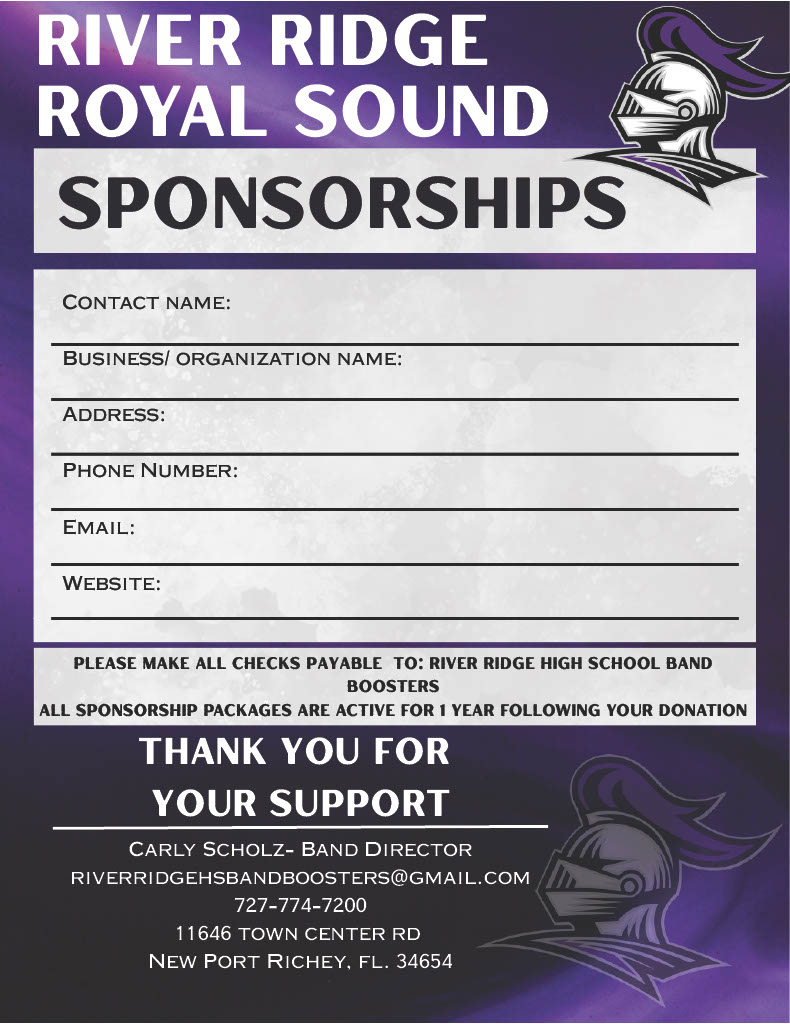 RIVER RIDGE
ROYAL SOUND
SPONSORSHIPS
CONTACT NAME:
BUSINESS/ ORGANIZATION NAME:
ADDRESS:
PHONE NUMBER:
EMAIL:
WEBSITE:
PLEASE MAKE ALL CHECKS PAYABLE TO: RIVER RIDGE HIGH SCHOOL BAND
BOOSTERS
ALL SPONSORSHIP PACKAGES ARE ACTIVE FOR 1 YEAR FOLLOWING YOUR DONATION
THANK YOU FOR
YOUR SUPPORT
CARLY SCHOLZ- BAND DIRECTOR
RIVERRIDGEHSBANDBOOSTERS@GMAIL.COM
727-774-7200
11646 TOWN CENTER RD
NEW PORT RICHEY, FL. 34654